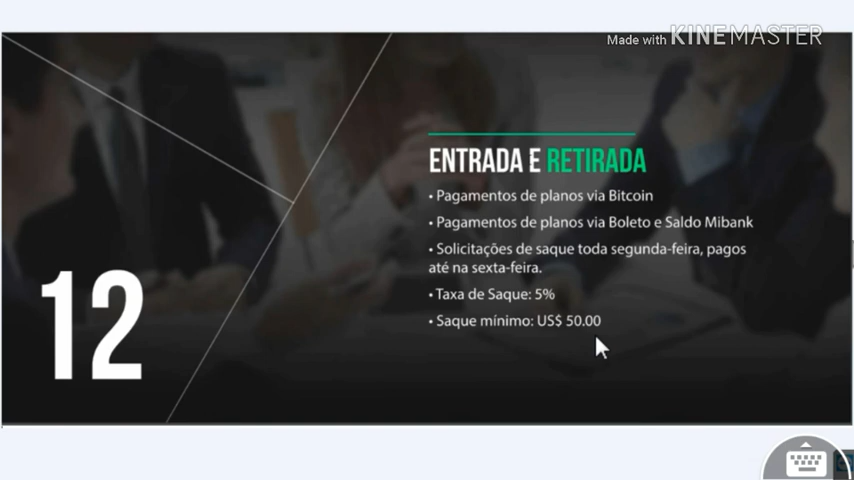 Made with KINEMASTER
ENTRADA E RETIRADA
• Pagamentos de planos via Bitcoin
• Pagamentos de planos via Boleto e Saldo Mibank
• Solicitações de saque toda segunda-feira, pagos
até na sexta-feira.
• Taxa de Saque: 5%
• Saque mínimo: US$ 50.00
12